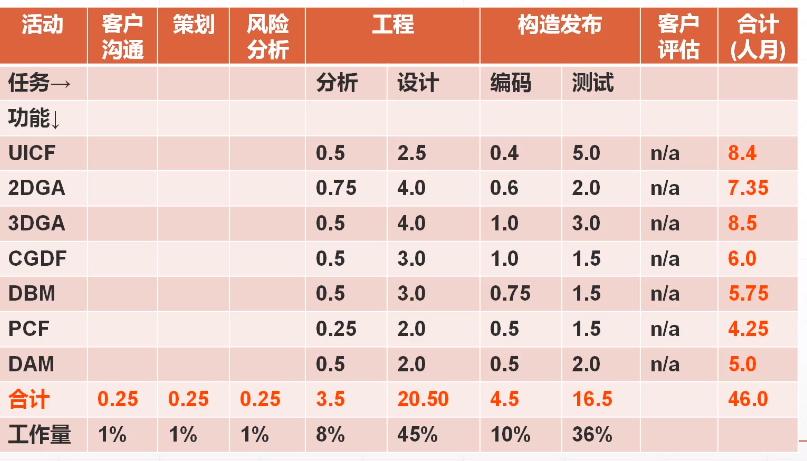 活动 客户沟通 策划 风险分析 工程 构造发布 客户评估 合计(人月)
任务→ 分析 设计 编码 测试
功能↓
UICF 0.5 2.5 0.4 5.0 n/a 8.4
2DGA 0.75 4.0 0.6 2.0 n/a 7.35
3DGA 0.5 4.0 1.0 3.0 n/a 8.5
CGDF 0.5 3.0 1.0 1.5 n/a 6.0
DBM 0.5 3.0 0.75 1.5 n/a 5.75
PCF 0.25 2.0 0.5 1.5 n/a 4.25
DAM 0.5 2.0 0.5 2.0 n/a 5.0
合计 0.25 0.25 0.25 3.5 20.50 4.5 16.5 46.0
工作量 1% 1% 1% 8% 45% 10% 36%